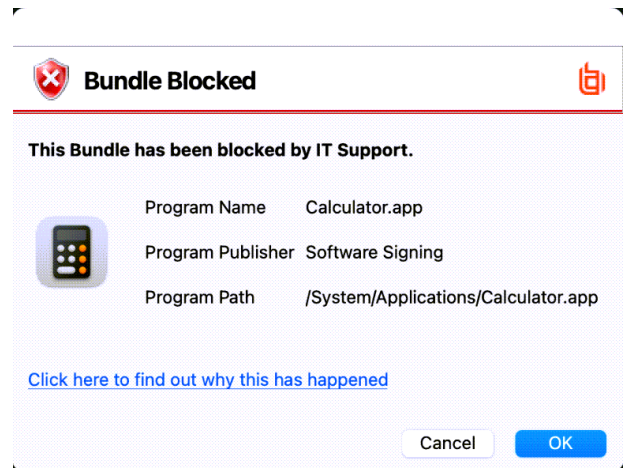 Bundle Blocked
This Bundle has been blocked by IT Support.
Program Name Calculator.app
Program Publisher Software Signing
Program Path /System/Applications/Calculator.app
Click here to find out why this has happened
Cancel OK